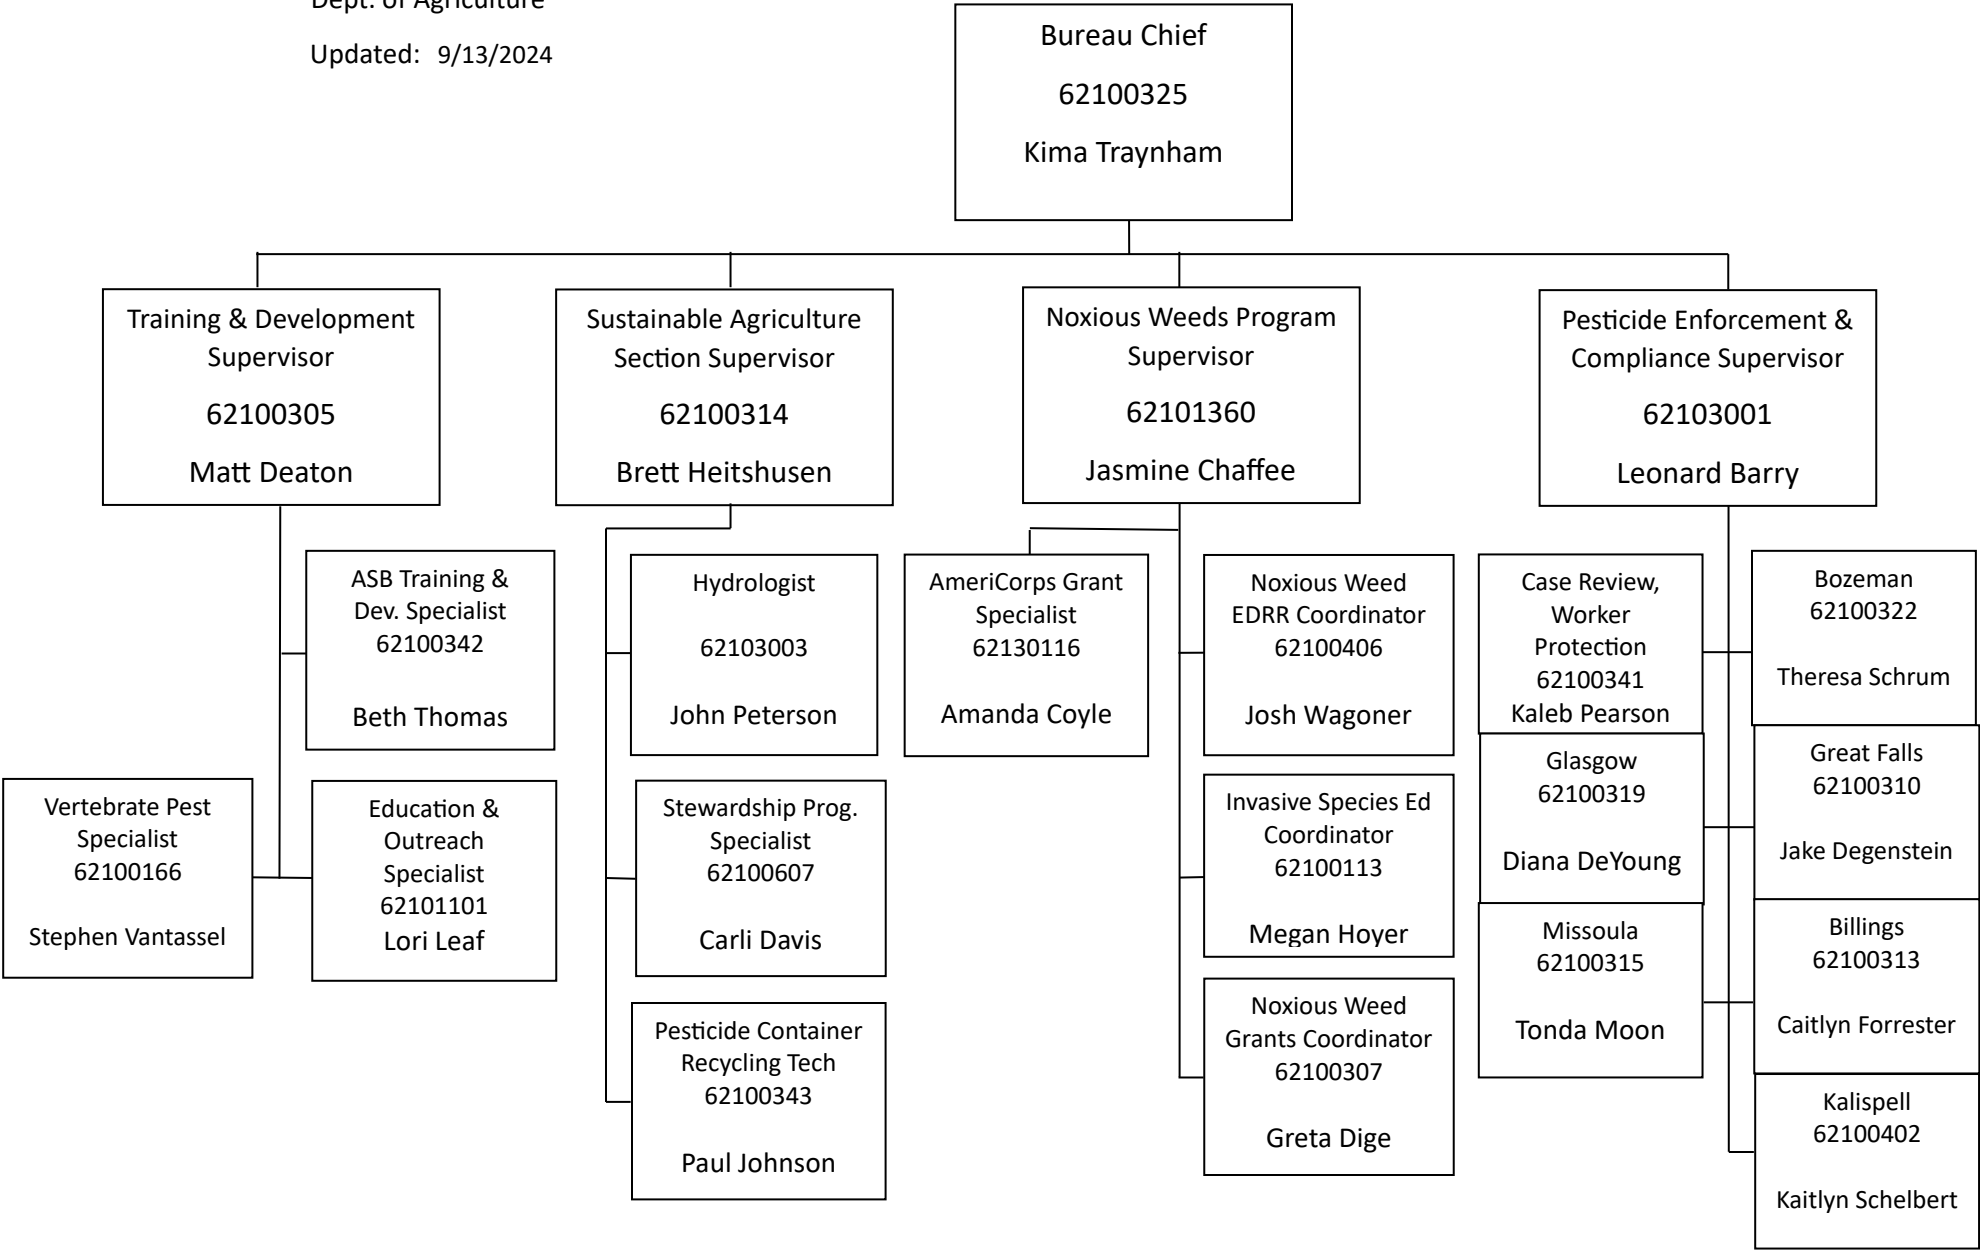 Dept. of Agriculture
Updated: 9/13/2024
Bureau Chief
62100325
Kima Traynham
Training & Development
Supervisor
62100305
Matt Deaton
Sustainable Agriculture
Section Supervisor
62100314
Brett Heitshusen
Noxious Weeds Program
Supervisor
62101360
Jasmine Chaffee
Pesticide Enforcement &
Compliance Supervisor
62103001
Leonard Barry
ASB Training &
Dev. Specialist
62100342
Beth Thomas
Vertebrate Pest
Specialist
62100166
Stephen Vantassel
Education &
Outreach
Specialist
62101101
Lori Leaf
Hydrologist
62103003
John Peterson
Stewardship Prog.
Specialist
62100607
Carli Davis
Pesticide Container
Recycling Tech
62100343
Paul Johnson
AmeriCorps Grant
Specialist
62130116
Amanda Coyle
Noxious Weed
EDRR Coordinator
62100406
Josh Wagoner
Invasive Species Ed
Coordinator
62100113
Megan Hoyer
Noxious Weed
Grants Coordinator
62100307
Greta Dige
Case Review,
Worker
Protection
62100341
Kaleb Pearson
Glasgow
62100319
Diana DeYoung
Missoula
62100315
Tonda Moon
Bozeman
62100322
Theresa Schrum
Great Falls
62100310
Jake Degenstein
Billings
62100313
Caitlyn Forrester
Kalispell
62100402
Kaitlyn Schelbert